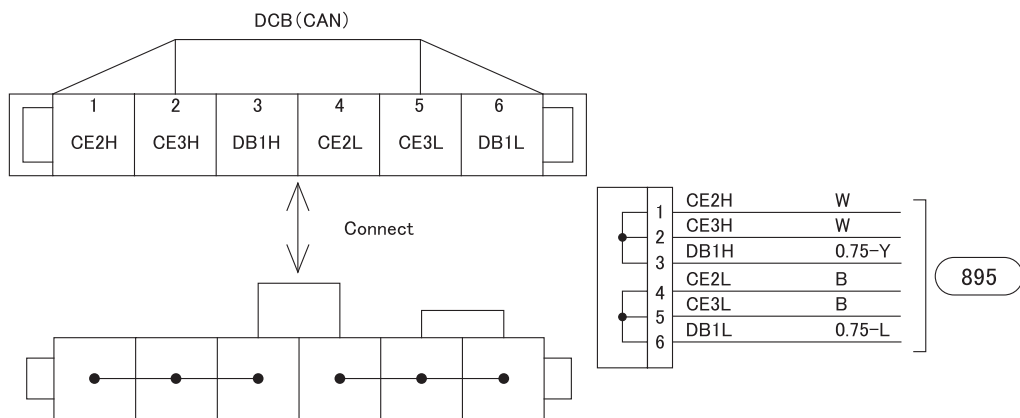 DCB(CAN)
1 2 3 4 5 6
CE2H CE3H DB1H CE2L CE3L DB1L
Connect
1 CE2H W
2 CE3H W
3 DB1H 0.75-Y
4 CE2L B
5 CE3L B
6 DB1L 0.75-L
895